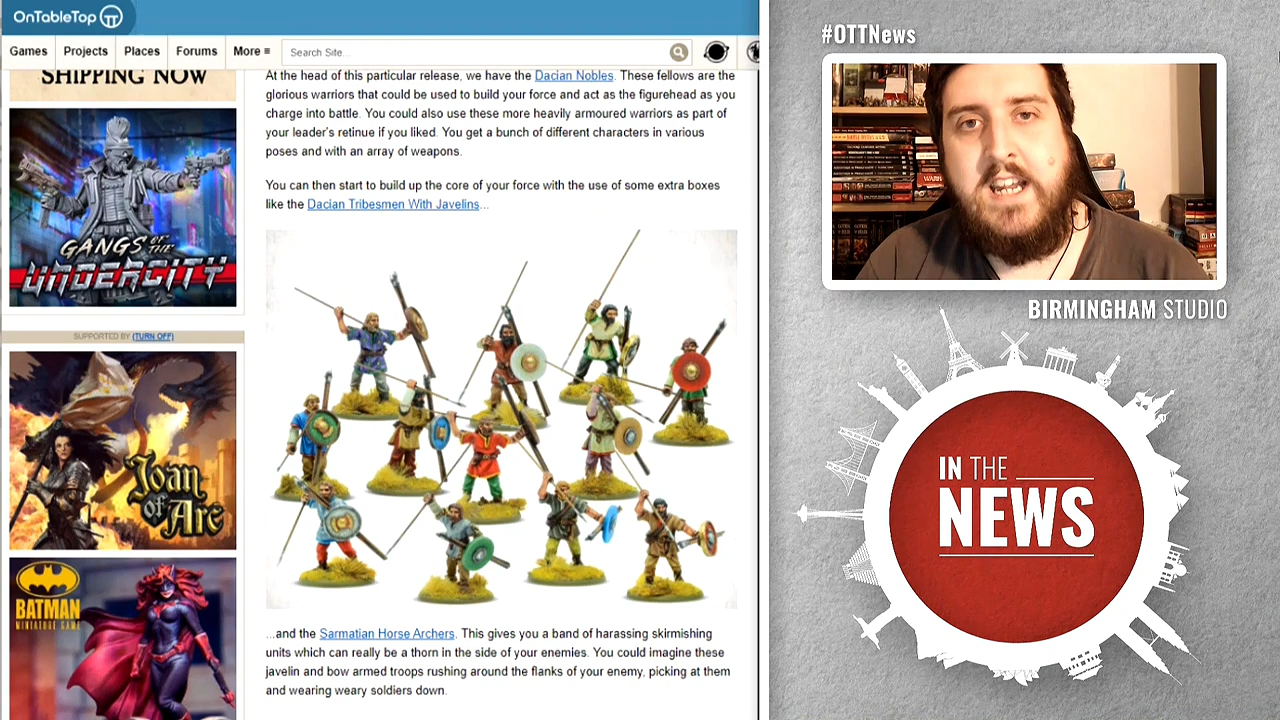 OnTableTop
Games Projects Places Forums More ≡ Search Site...
SHIPPING NOW
GANGS OF THE
UNDERCITY
SUPPORTED BY (TURN OFF)
Joan
of Arc
BATMAN
MINIATURE GAME
At the head of this particular release, we have the Dacian Nobles. These fellows are the
glorious warriors that could be used to build your force and act as the figurehead as you
charge into battle. You could also use these more heavily armoured warriors as part of
your leader's retinue if you liked. You get a bunch of different characters in various
poses and with an array of weapons.
You can then start to build up the core of your force with the use of some extra boxes
like the Dacian Tribesmen With Javelins...
...and the Sarmatian Horse Archers. This gives you a band of harassing skirmishing
units which can really be a thorn in the side of your enemies. You could imagine these
javelin and bow armed troops rushing around the flanks of your enemy, picking at them
and wearing weary soldiers down.
#OTTNews
BIRMINGHAM STUDIO
IN THE
NEWS